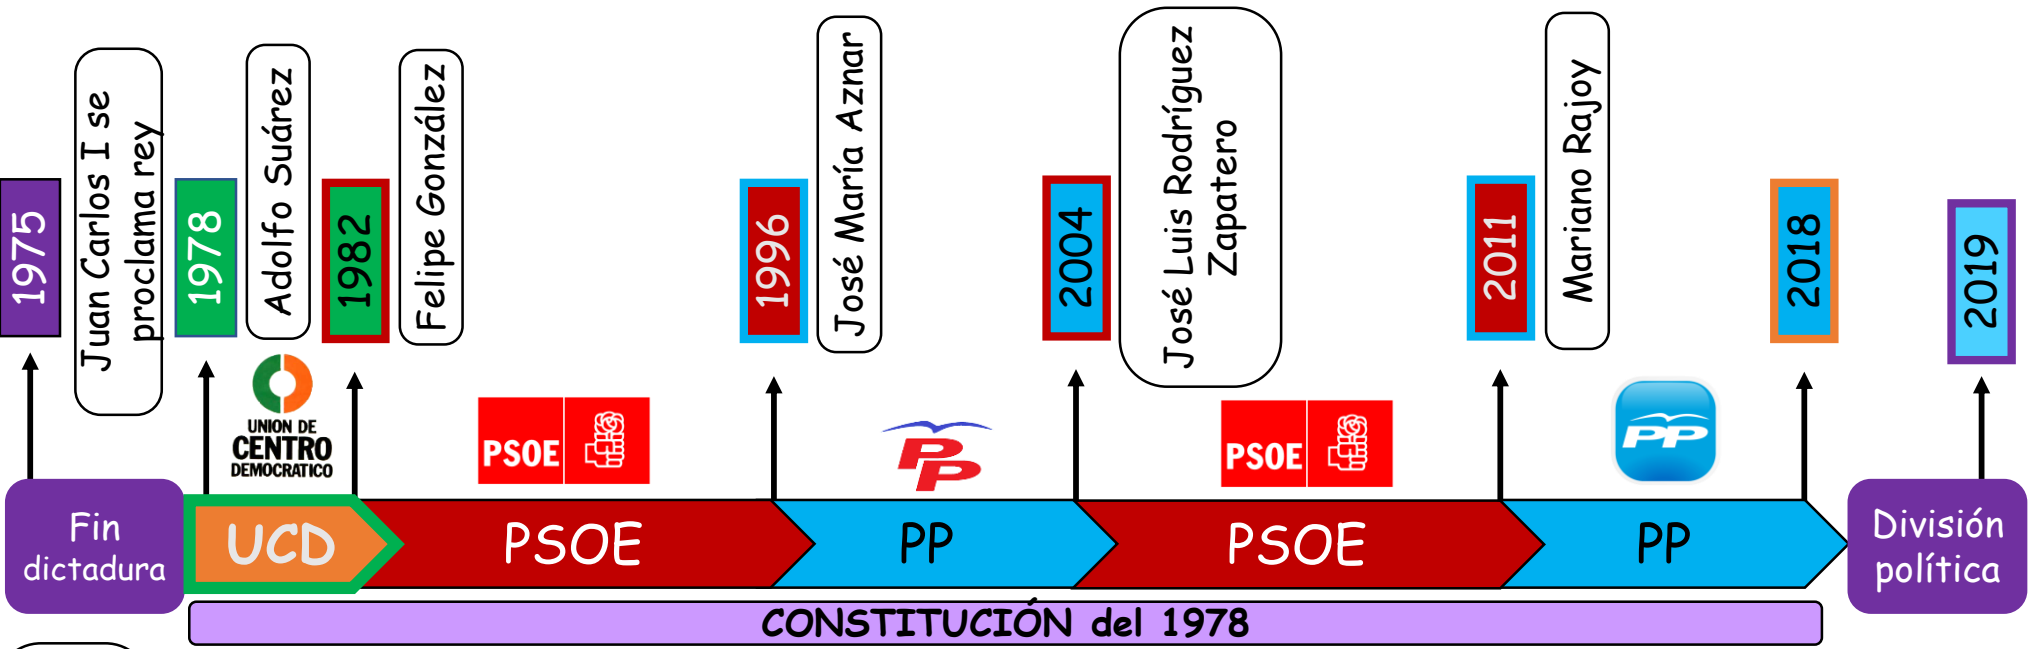 1975
Juan Carlos I se
proclama rey
1978
Adolfo Suárez
1982
Felipe González
1996
José María Aznar
2004
José Luis Rodríguez
Zapatero
2011
Mariano Rajoy
2018
2019
UNION DE
CENTRO
DEMOCRATICO
PSOE
PP
PSOE
PP
Fin
dictadura
UCD
PSOE
PP
PSOE
PP
División
política
CONSTITUCIÓN del 1978